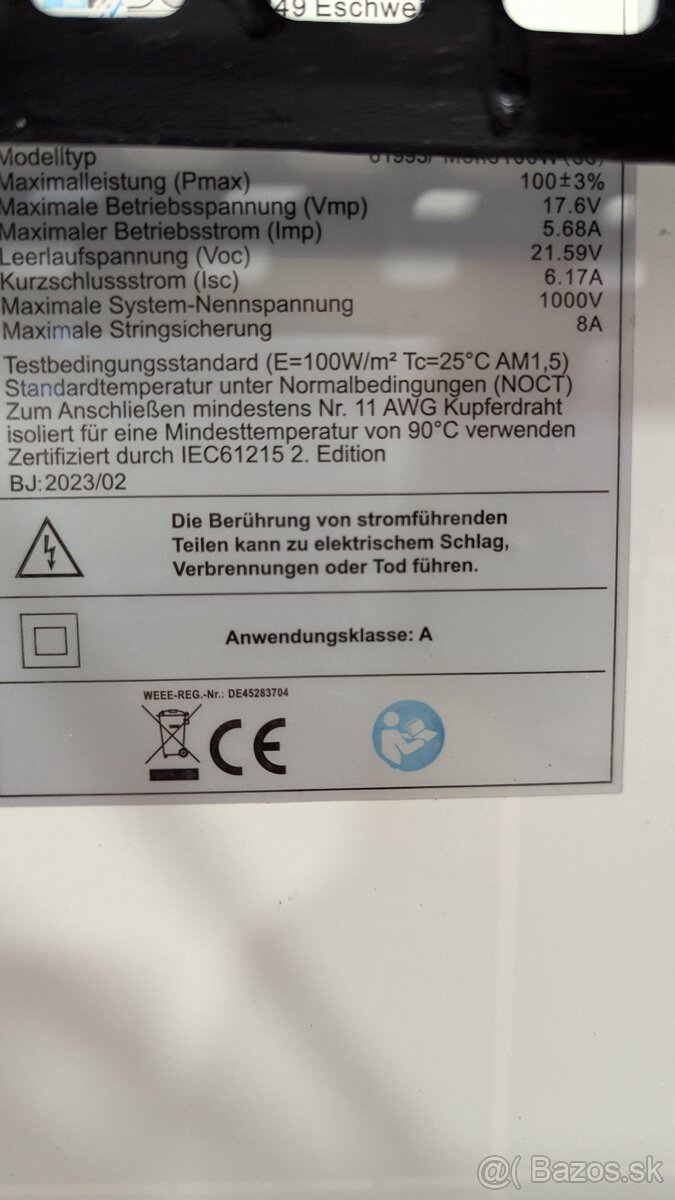 49 Eschwei
Modelltyp
Maximalleistung (Pmax) 100±3%
Maximale Betriebsspannung (Vmp) 17.6V
Maximaler Betriebsstrom (Imp) 5.68A
Leerlaufspannung (Voc) 21.59V
Kurzschlussstrom (Isc) 6.17A
Maximale System-Nennspannung 1000V
Maximale Stringsicherung 8A
Testbedingungsstandard (E=100W/m² Tc=25°C AM1,5)
Standardtemperatur unter Normalbedingungen (NOCT)
Zum Anschließen mindestens Nr. 11 AWG Kupferdraht
isoliert für eine Mindesttemperatur von 90°C verwenden
Zertifiziert durch IEC61215 2. Edition
BJ:2023/02
Die Berührung von stromführenden
Teilen kann zu elektrischem Schlag,
Verbrennungen oder Tod führen.
Anwendungsklasse: A
WEEE-REG.-Nr.: DE45283704
CE
@( Bazos.sk